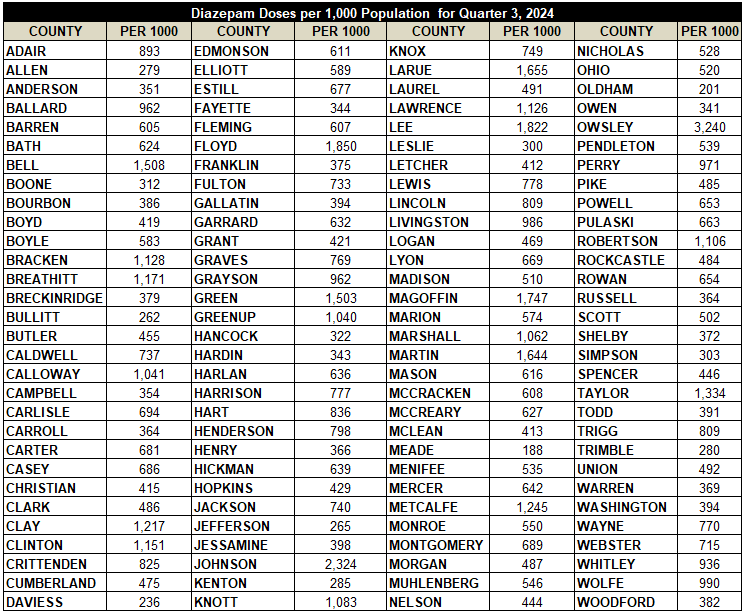 Diazepam Doses per 1,000 Population for Quarter 3, 2024
COUNTY PER 1000 COUNTY PER 1000 COUNTY PER 1000 COUNTY PER 1000
ADAIR 893 EDMONSON 611 KNOX 749 NICHOLAS 528
ALLEN 279 ELLIOTT 589 LARUE 1,655 OHIO 520
ANDERSON 351 ESTILL 677 LAUREL 491 OLDHAM 201
BALLARD 962 FAYETTE 344 LAWRENCE 1,126 OWEN 341
BARREN 605 FLEMING 607 LEE 1,822 OWSLEY 3,240
BATH 624 FLOYD 1,850 LESLIE 300 PENDLETON 539
BELL 1,508 FRANKLIN 375 LETCHER 412 PERRY 971
BOONE 312 FULTON 733 LEWIS 778 PIKE 485
BOURBON 386 GALLATIN 394 LINCOLN 809 POWELL 653
BOYD 419 GARRARD 632 LIVINGSTON 986 PULASKI 663
BOYLE 583 GRANT 421 LOGAN 469 ROBERTSON 1,106
BRACKEN 1,128 GRAVES 769 LYON 669 ROCKCASTLE 484
BREATHITT 1,171 GRAYSON 962 MADISON 510 ROWAN 654
BRECKINRIDGE 379 GREEN 1,503 MAGOFFIN 1,747 RUSSELL 364
BULLITT 262 GREENUP 1,040 MARION 574 SCOTT 502
BUTLER 455 HANCOCK 322 MARSHALL 1,062 SHELBY 372
CALDWELL 737 HARDIN 343 MARTIN 1,644 SIMPSON 303
CALLOWAY 1,041 HARLAN 636 MASON 616 SPENCER 446
CAMPBELL 354 HARRISON 777 MCCRACKEN 608 TAYLOR 1,334
CARLISLE 694 HART 836 MCCREARY 627 TODD 391
CARROLL 364 HENDERSON 798 MCLEAN 413 TRIGG 809
CARTER 681 HENRY 366 MEADE 188 TRIMBLE 280
CASEY 686 HICKMAN 639 MENIFEE 535 UNION 492
CHRISTIAN 415 HOPKINS 429 MERCER 642 WARREN 369
CLARK 486 JACKSON 740 METCALFE 1,245 WASHINGTON 394
CLAY 1,217 JEFFERSON 265 MONROE 550 WAYNE 770
CLINTON 1,151 JESSAMINE 398 MONTGOMERY 689 WEBSTER 715
CRITTENDEN 825 JOHNSON 2,324 MORGAN 487 WHITLEY 936
CUMBERLAND 475 KENTON 285 MUHLENBERG 546 WOLFE 990
DAVIESS 236 KNOTT 1,083 NELSON 444 WOODFORD 382